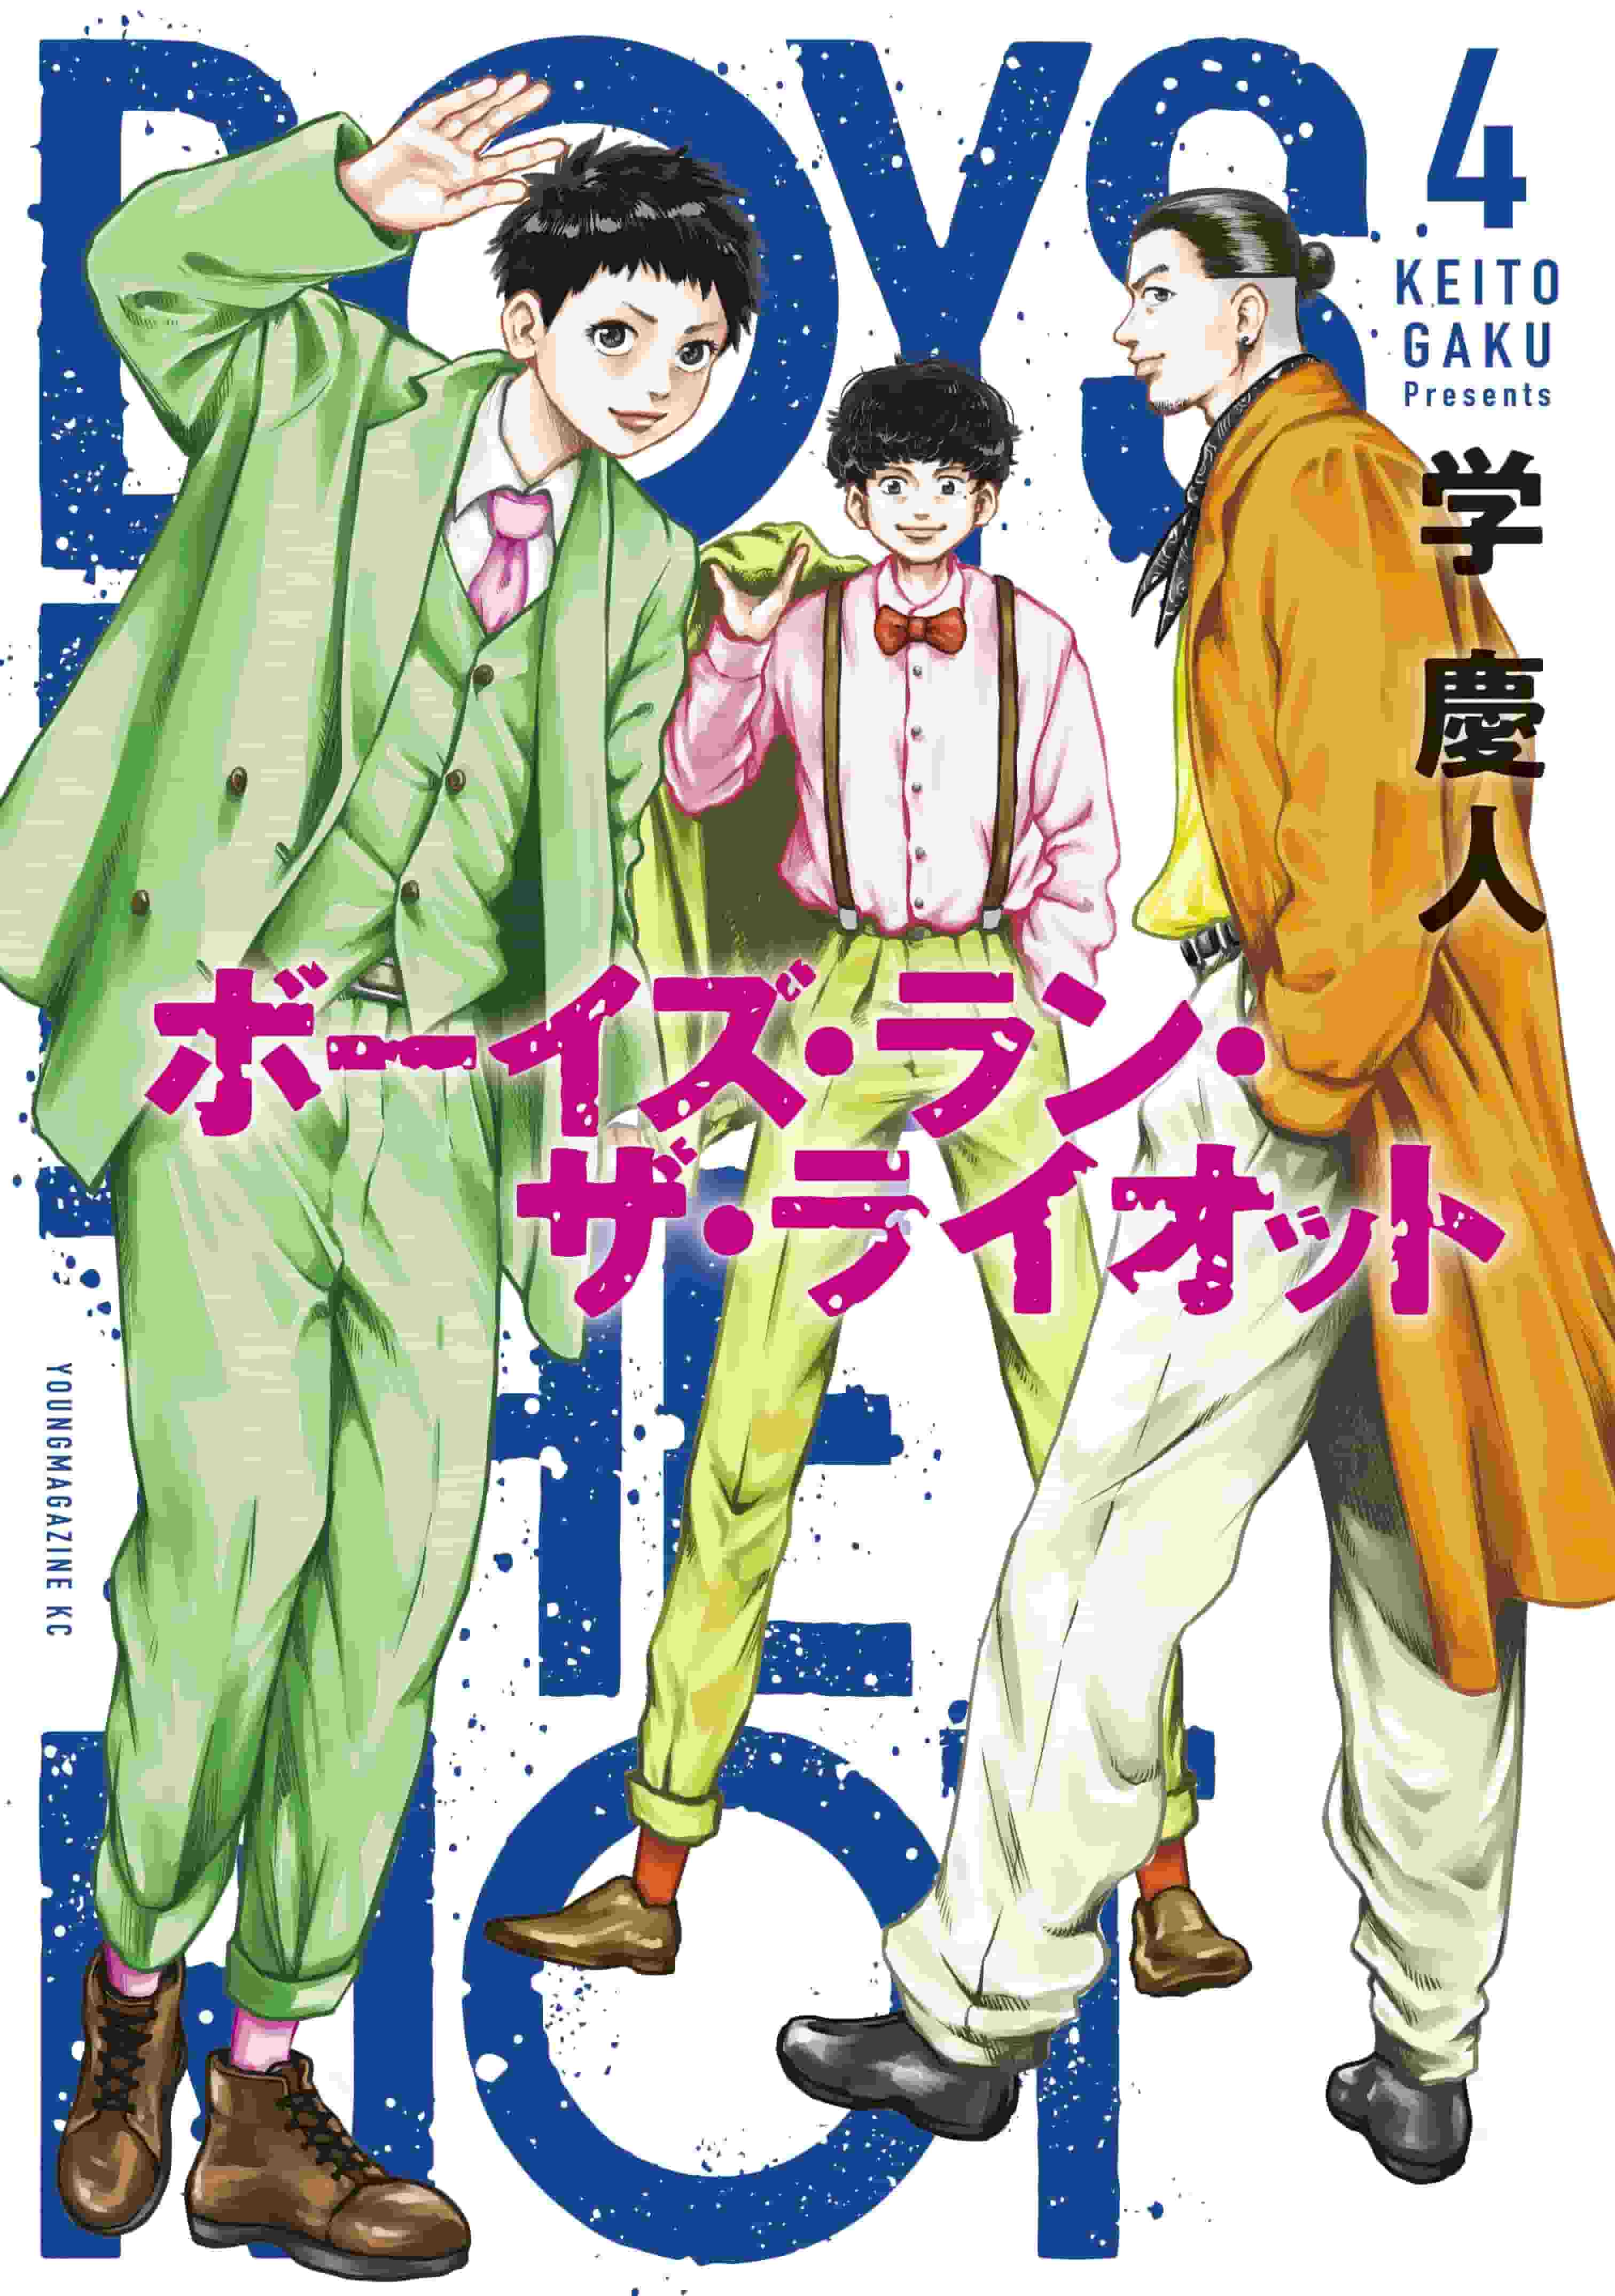 BOYS
RUN
THE
RIOT
4
KEITO
GAKU
Presents
学慶人
ボーイズ・ラン・
ザ・ライオット
YOUNGMAGAZINE KC